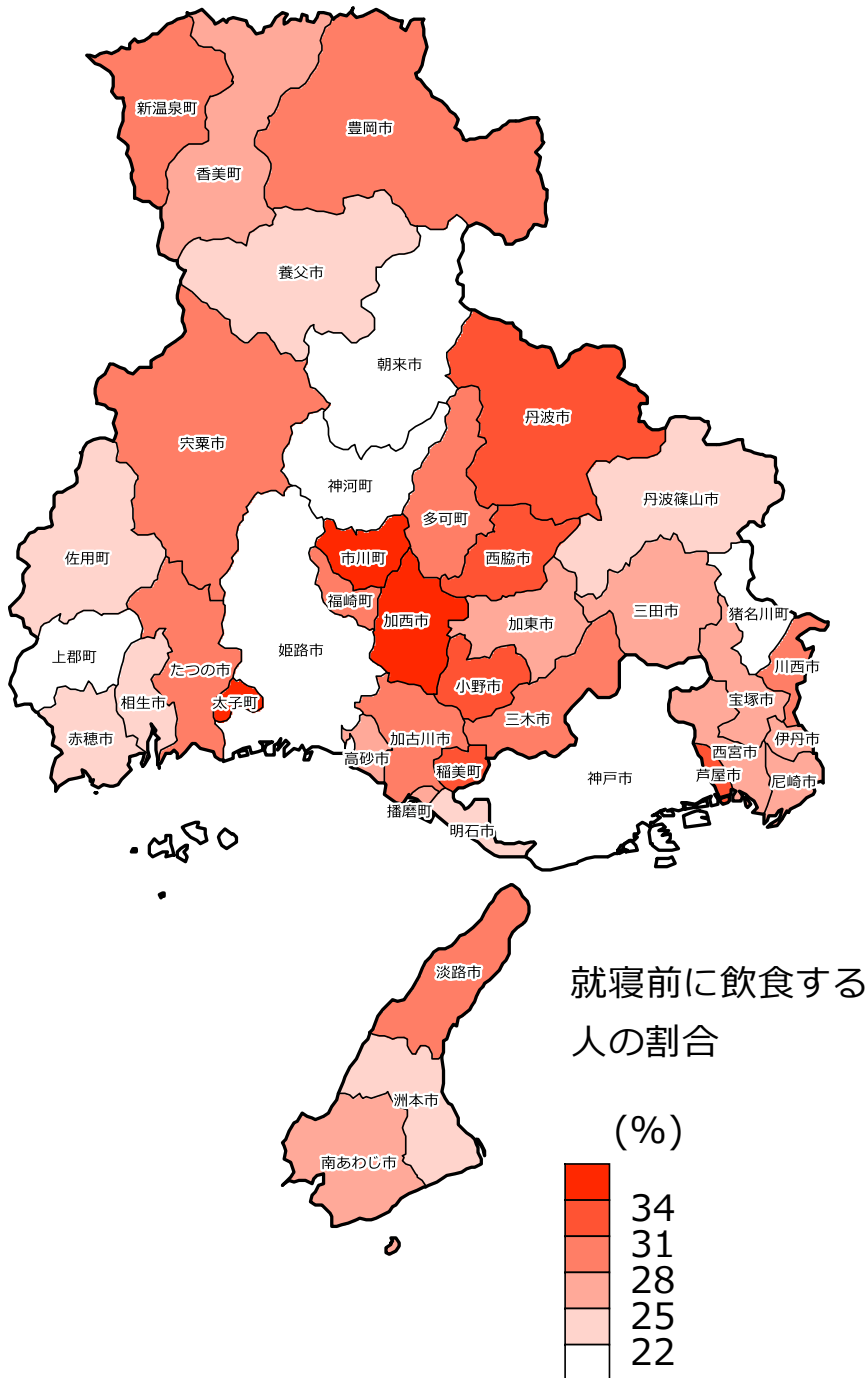 新温泉町
豊岡市
香美町
養父市
朝来市
丹波市
宍粟市
神河町
多可町
丹波篠山市
佐用町
市川町
西脇市
福崎町
加西市
加東市
三田市
猪名川町
上郡町
姫路市
たつの市
川西市
相生市
太子町
小野市
宝塚市
赤穂市
三木市
加古川市
伊丹市
高砂市
西宮市
稲美町
神戸市
芦屋市
尼崎市
播磨町
明石市
淡路市
洲本市
南あわじ市
就寝前に飲食する
人の割合
(%)
34
31
28
25
22